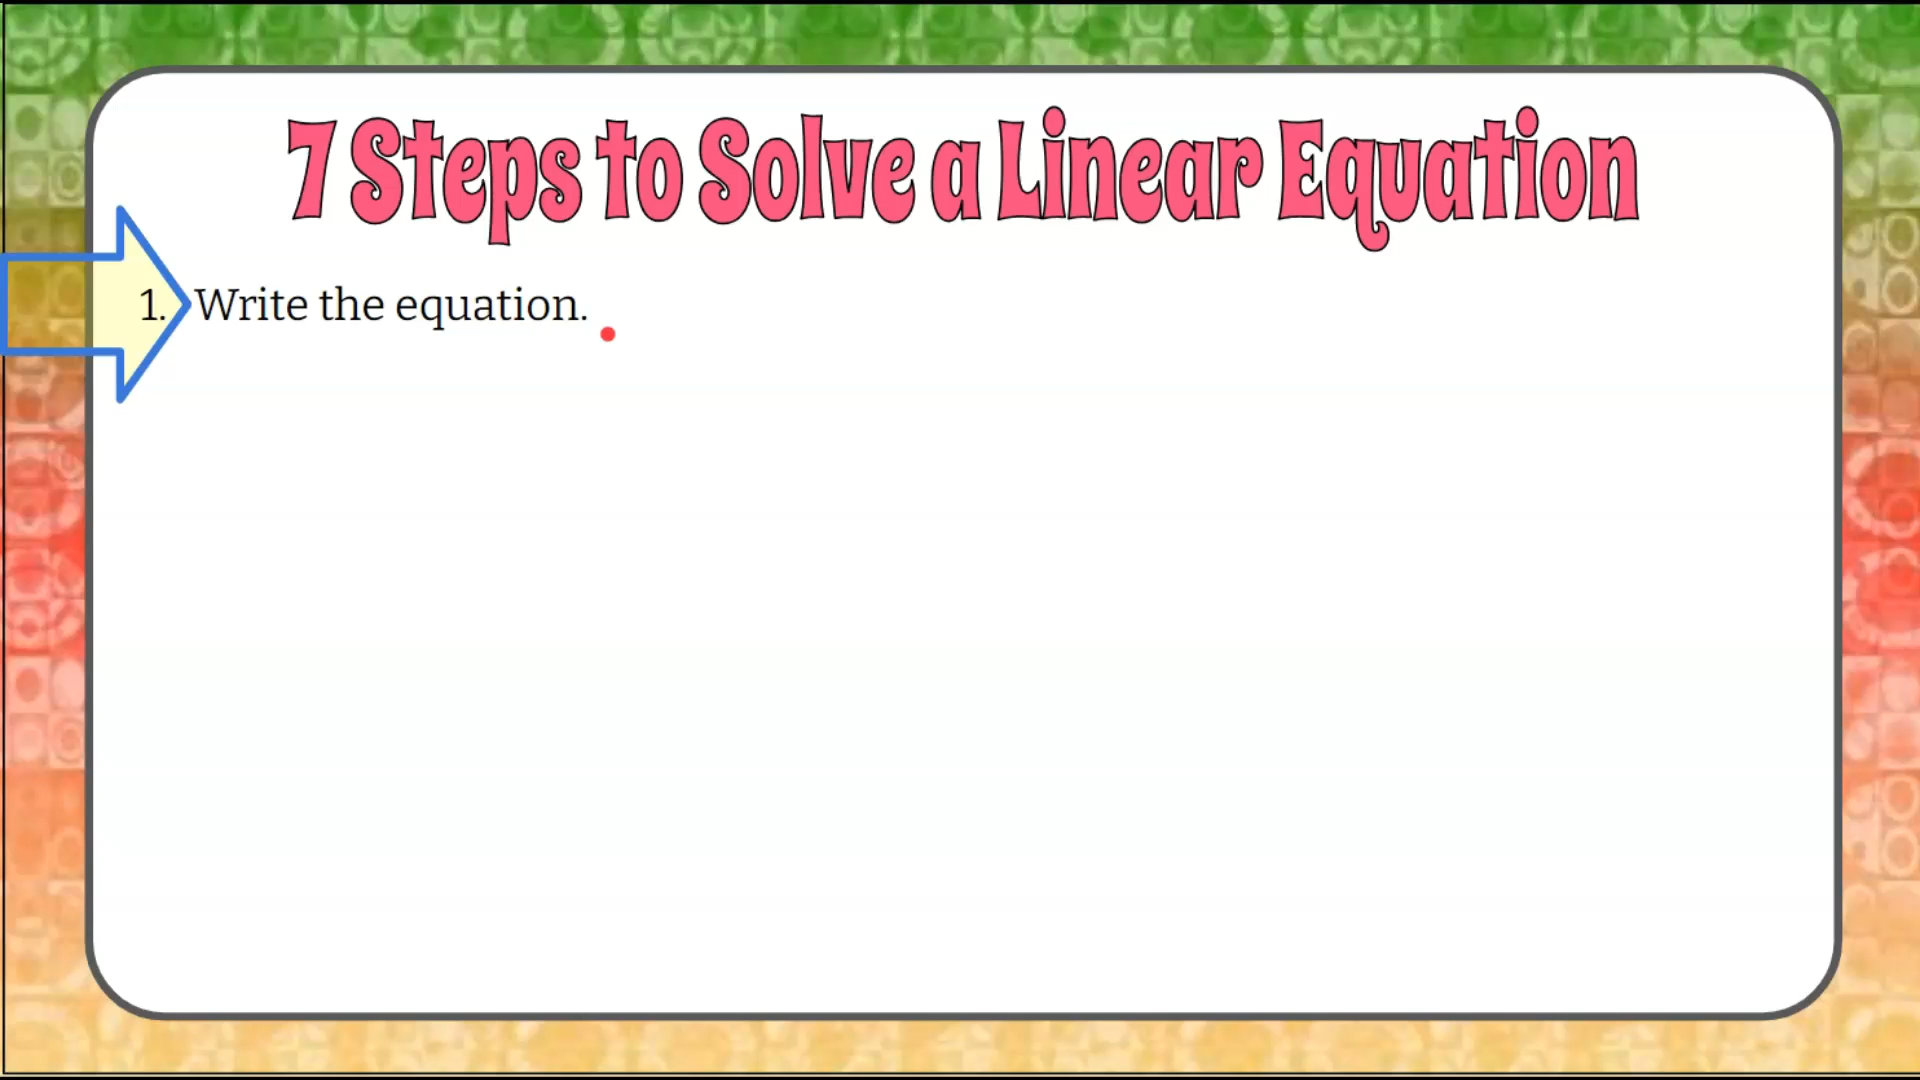 7 Steps to Solve a Linear Equation
1. Write the equation.